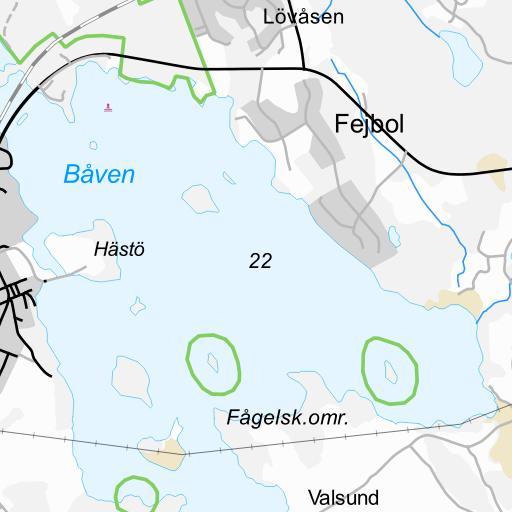 Lövåsen
Fejbol
Båven
Hästö
22
Fågelsk.omr.
Valsund